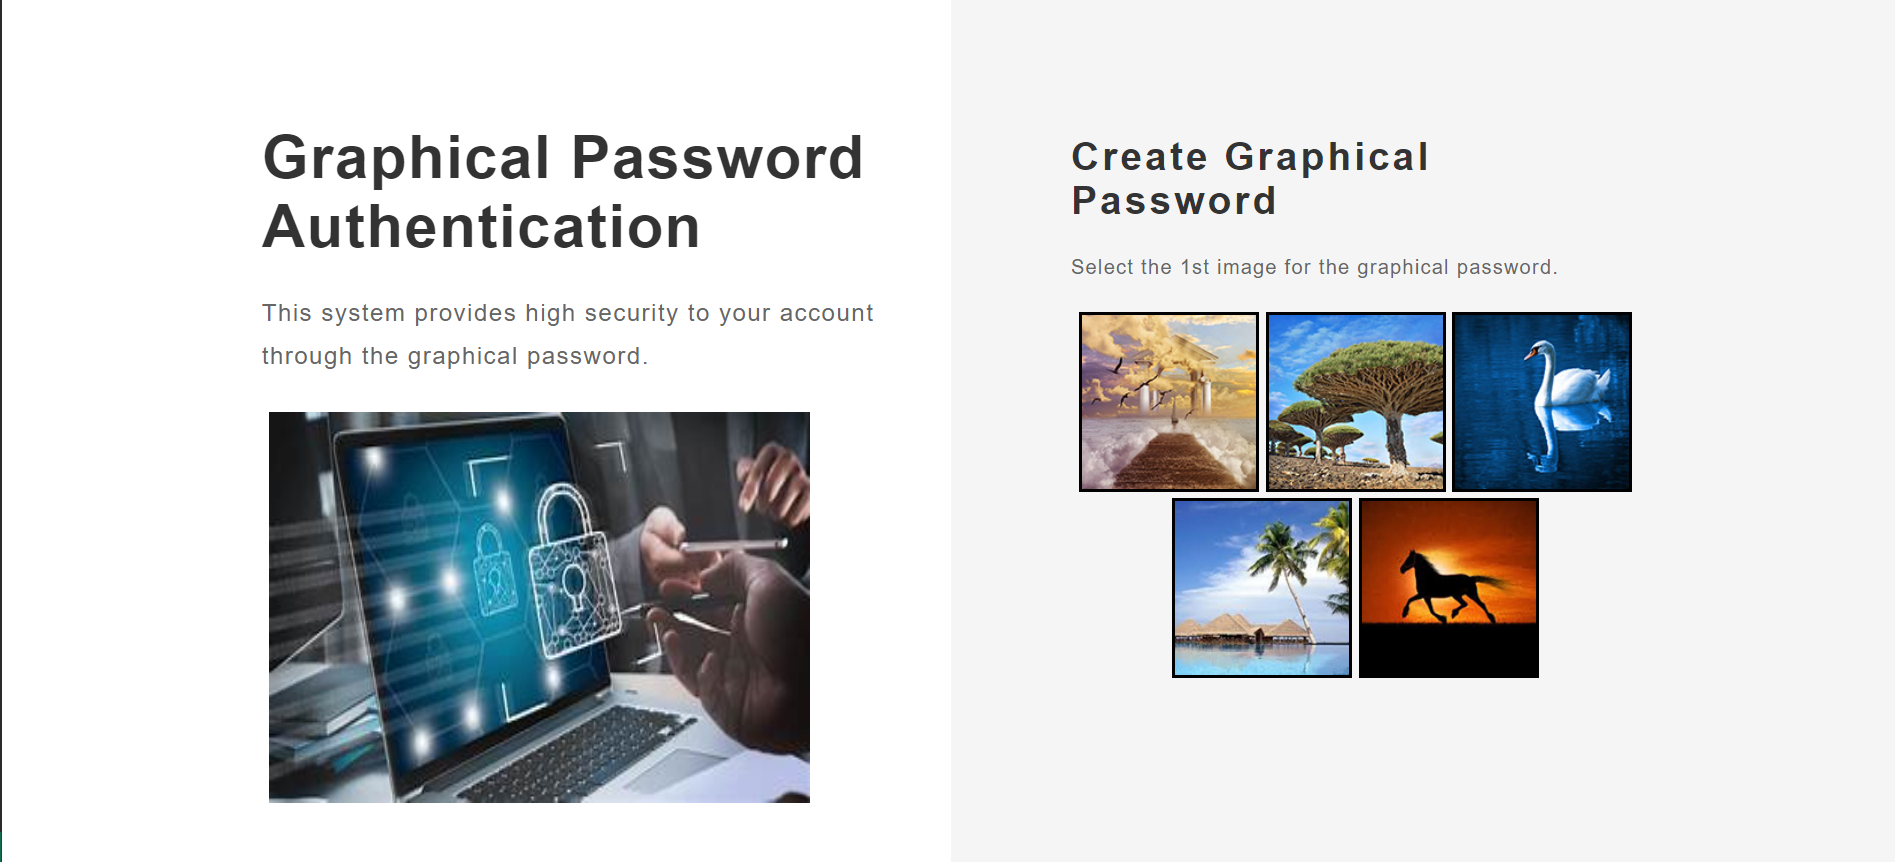 Graphical Password
Authentication
This system provides high security to your account
through the graphical password.
Create Graphical
Password
Select the 1st image for the graphical password.